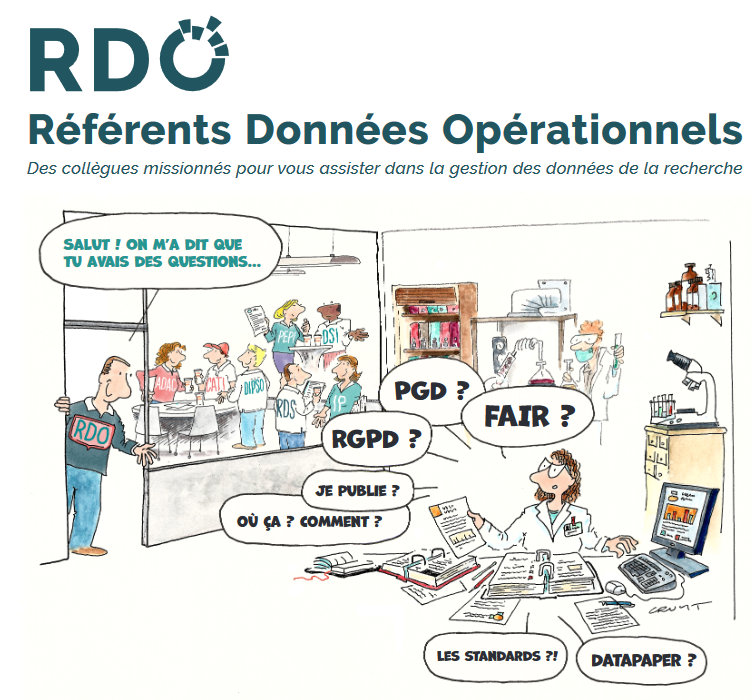 RDO
Référents Données Opérationnels
Des collègues missionnés pour vous assister dans la gestion des données de la recherche
SALUT ! ON M'A DIT QUE
TU AVAIS DES QUESTIONS...
PEPI
DSI
ADAC
CATI
DIPSO
RDS
IP
RDO
PGD ?
FAIR ?
RGPD ?
JE PUBLIE ?
OÙ ÇA ? COMMENT ?
LES STANDARDS ?!
DATAPAPER ?